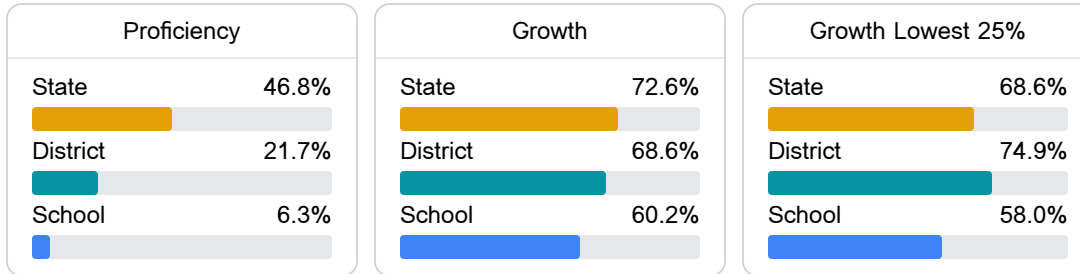 Proficiency
State 46.8%
District 21.7%
School 6.3%
Growth
State 72.6%
District 68.6%
School 60.2%
Growth Lowest 25%
State 68.6%
District 74.9%
School 58.0%